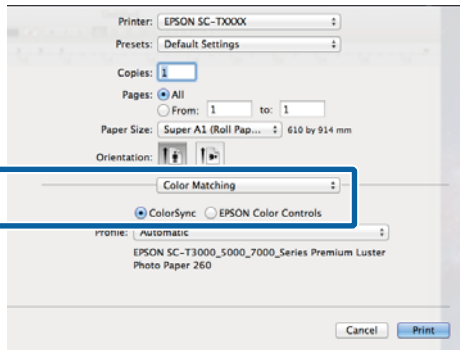 Printer: EPSON SC-TXXXX
Presets: Default Settings
Copies: 1
Pages: All
From: 1 to: 1
Paper Size: Super A1 (Roll Pap... 610 by 914 mm
Orientation:
Color Matching
ColorSync EPSON Color Controls
Profile: Automatic
EPSON SC-T3000_5000_7000_Series Premium Luster
Photo Paper 260
Cancel Print